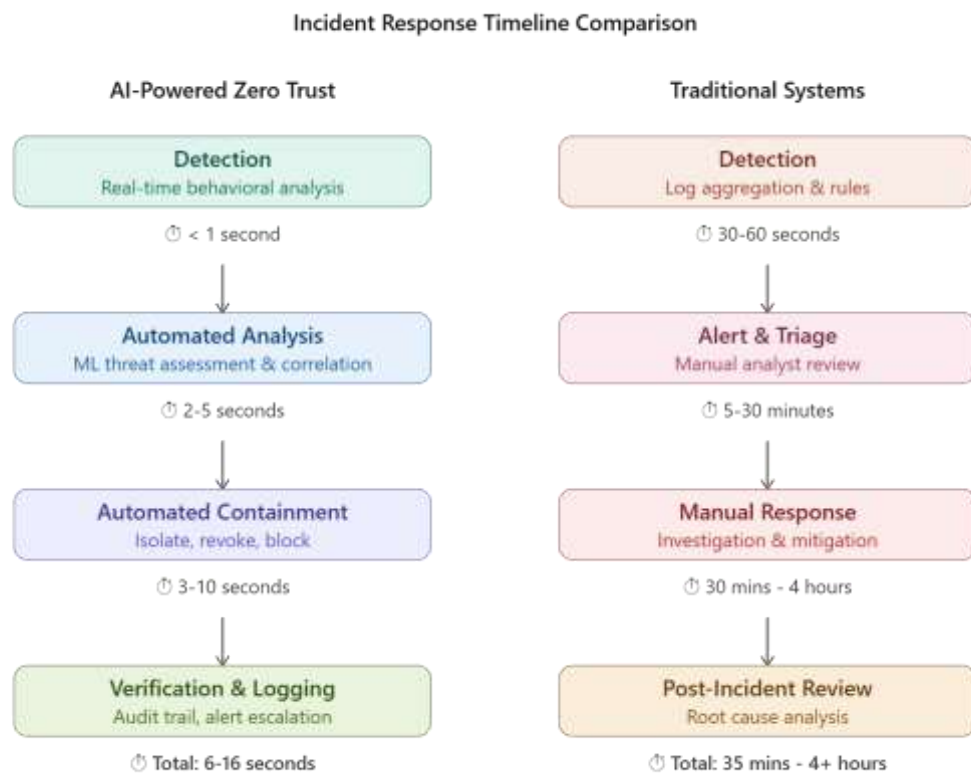 Incident Response Timeline Comparison
AI-Powered Zero Trust
Detection
Real-time behavioral analysis
⏱ < 1 second
Automated Analysis
ML threat assessment & correlation
⏱ 2-5 seconds
Automated Containment
Isolate, revoke, block
⏱ 3-10 seconds
Verification & Logging
Audit trail, alert escalation
⏱ Total: 6-16 seconds
Traditional Systems
Detection
Log aggregation & rules
⏱ 30-60 seconds
Alert & Triage
Manual analyst review
⏱ 5-30 minutes
Manual Response
Investigation & mitigation
⏱ 30 mins - 4 hours
Post-Incident Review
Root cause analysis
⏱ Total: 35 mins - 4+ hours